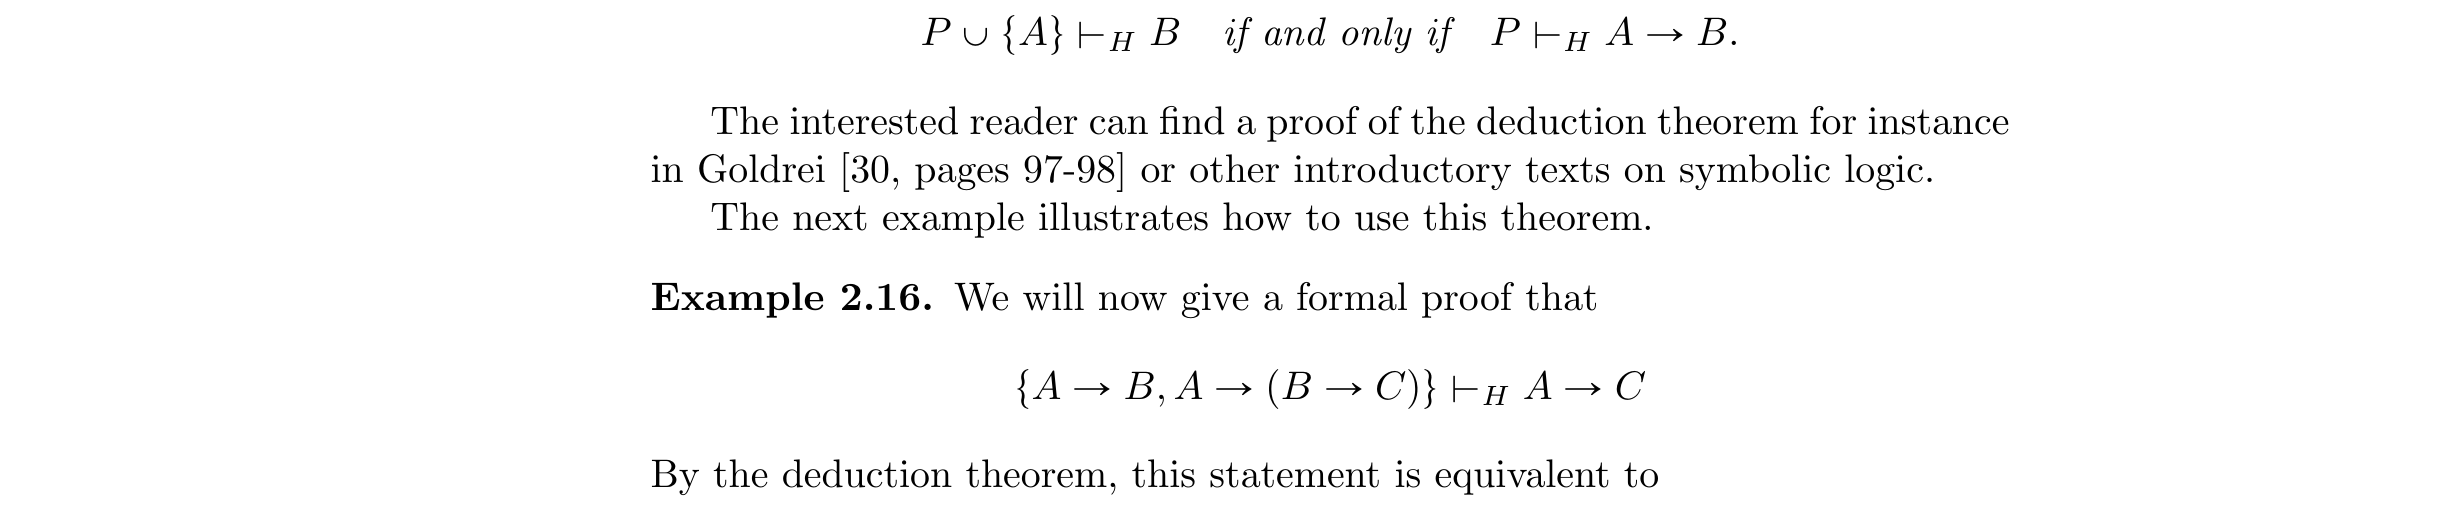 P ∪ {A} ⊢H B if and only if P ⊢H A → B.
The interested reader can find a proof of the deduction theorem for instance
in Goldrei [30, pages 97-98] or other introductory texts on symbolic logic.
The next example illustrates how to use this theorem.
Example 2.16. We will now give a formal proof that
{A → B, A → (B → C)} ⊢H A → C
By the deduction theorem, this statement is equivalent to